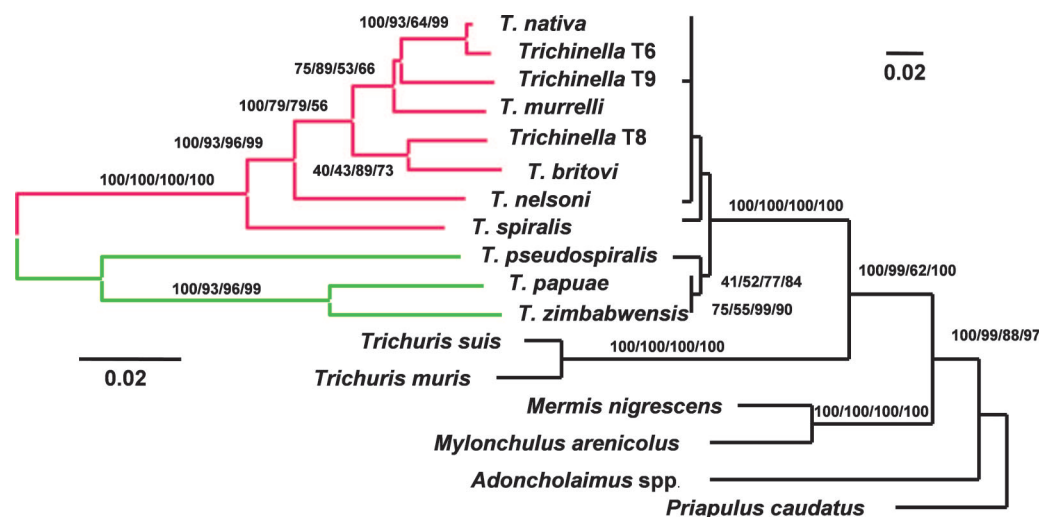 100/93/64/99
T. nativa
0.02
Trichinella T6
75/89/53/66
Trichinella T9
100/79/79/56
T. murrelli
100/93/96/99
Trichinella T8
40/43/89/73
T. britovi
100/100/100/100
T. nelsoni
100/100/100/100
T. spiralis
T. pseudospiralis
100/99/62/100
100/93/96/99
T. papuae
41/52/77/84
T. zimbabwensis
75/55/99/90
Trichuris suis
100/99/88/97
0.02
100/100/100/100
Trichuris muris
Mermis nigrescens
100/100/100/100
Mylonchulus arenicolus
Adoncholaimus spp.
Priapulus caudatus